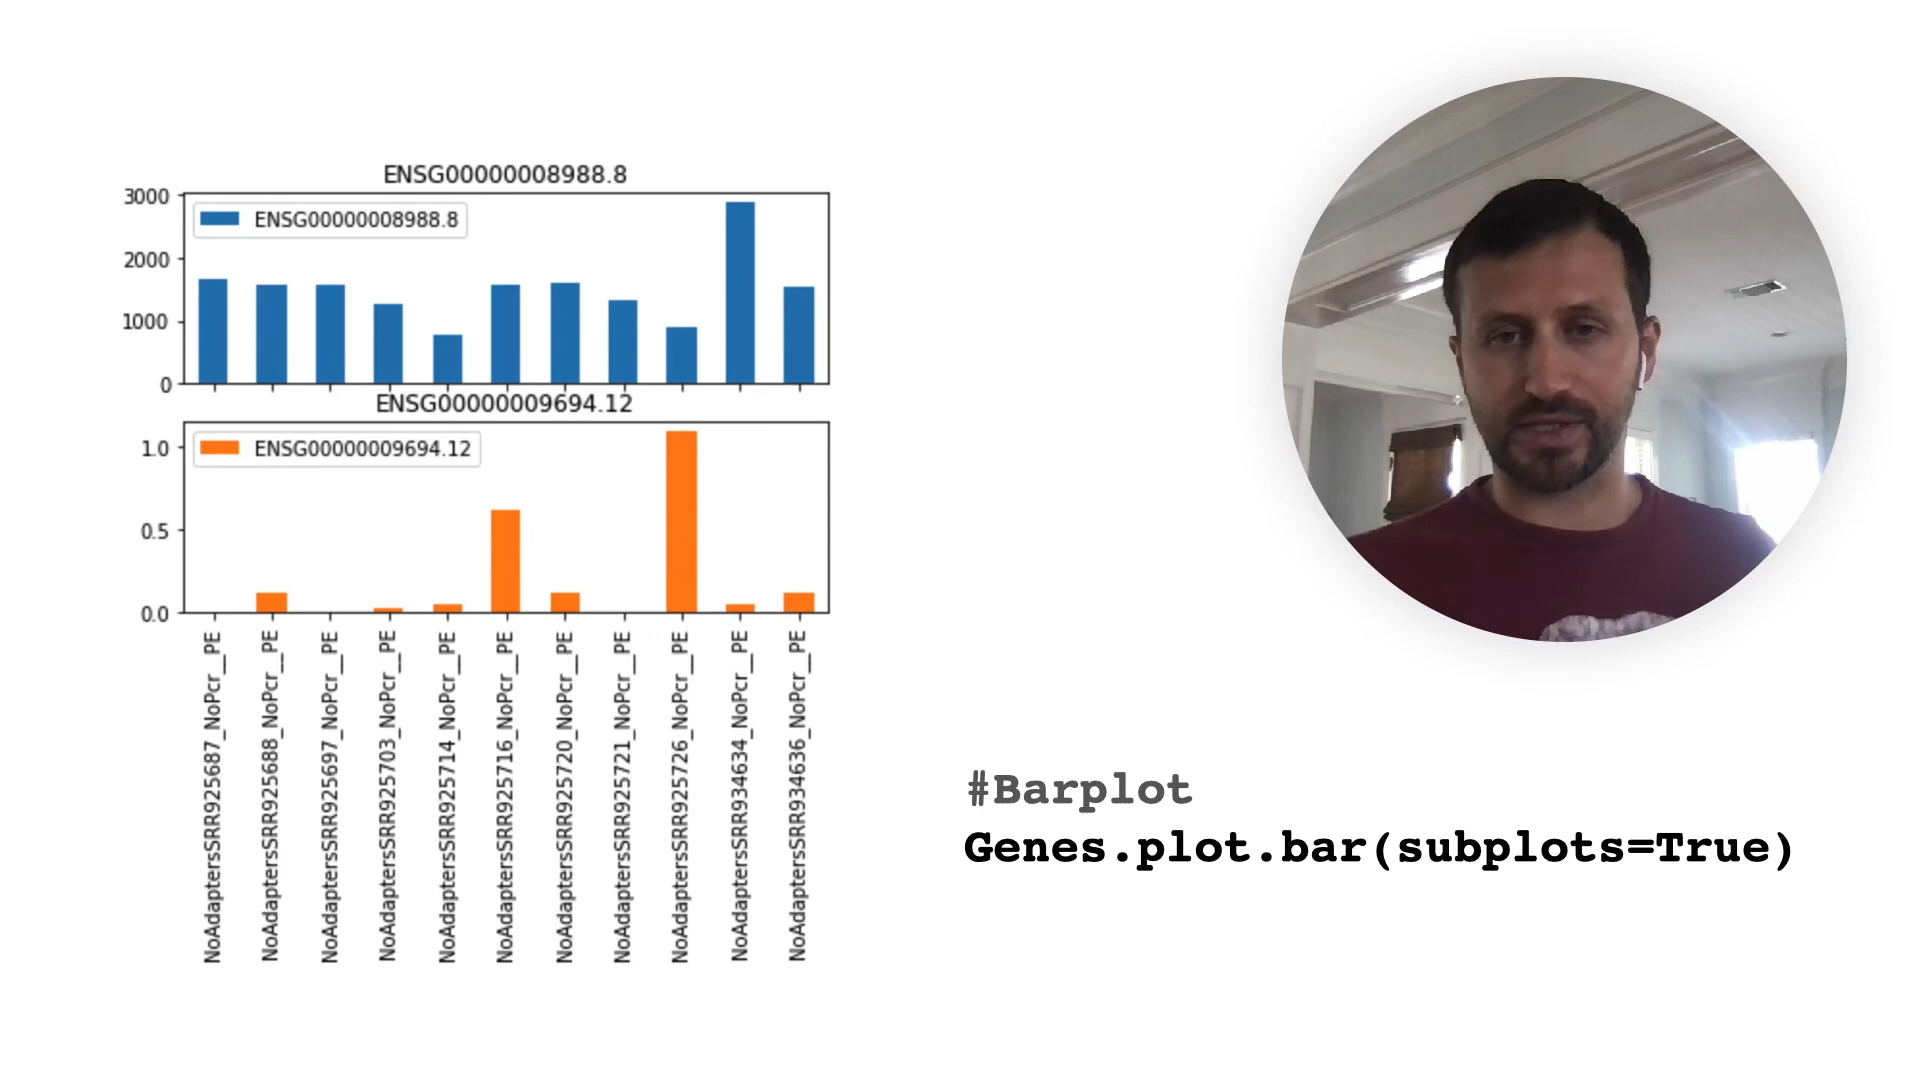 ENSG00000008988.8
3000
ENSG00000008988.8
2000
1000
0
ENSG00000009694.12
1.0
ENSG00000009694.12
0.5
0.0
NoAdaptersSRR925687_NoPcr__PE
NoAdaptersSRR925688_NoPcr__PE
NoAdaptersSRR925697_NoPcr__PE
NoAdaptersSRR925703_NoPcr__PE
NoAdaptersSRR925714_NoPcr__PE
NoAdaptersSRR925716_NoPcr__PE
NoAdaptersSRR925720_NoPcr__PE
NoAdaptersSRR925721_NoPcr__PE
NoAdaptersSRR925726_NoPcr__PE
NoAdaptersSRR934634_NoPcr__PE
NoAdaptersSRR934636_NoPcr__PE
#Barplot
Genes.plot.bar(subplots=True)